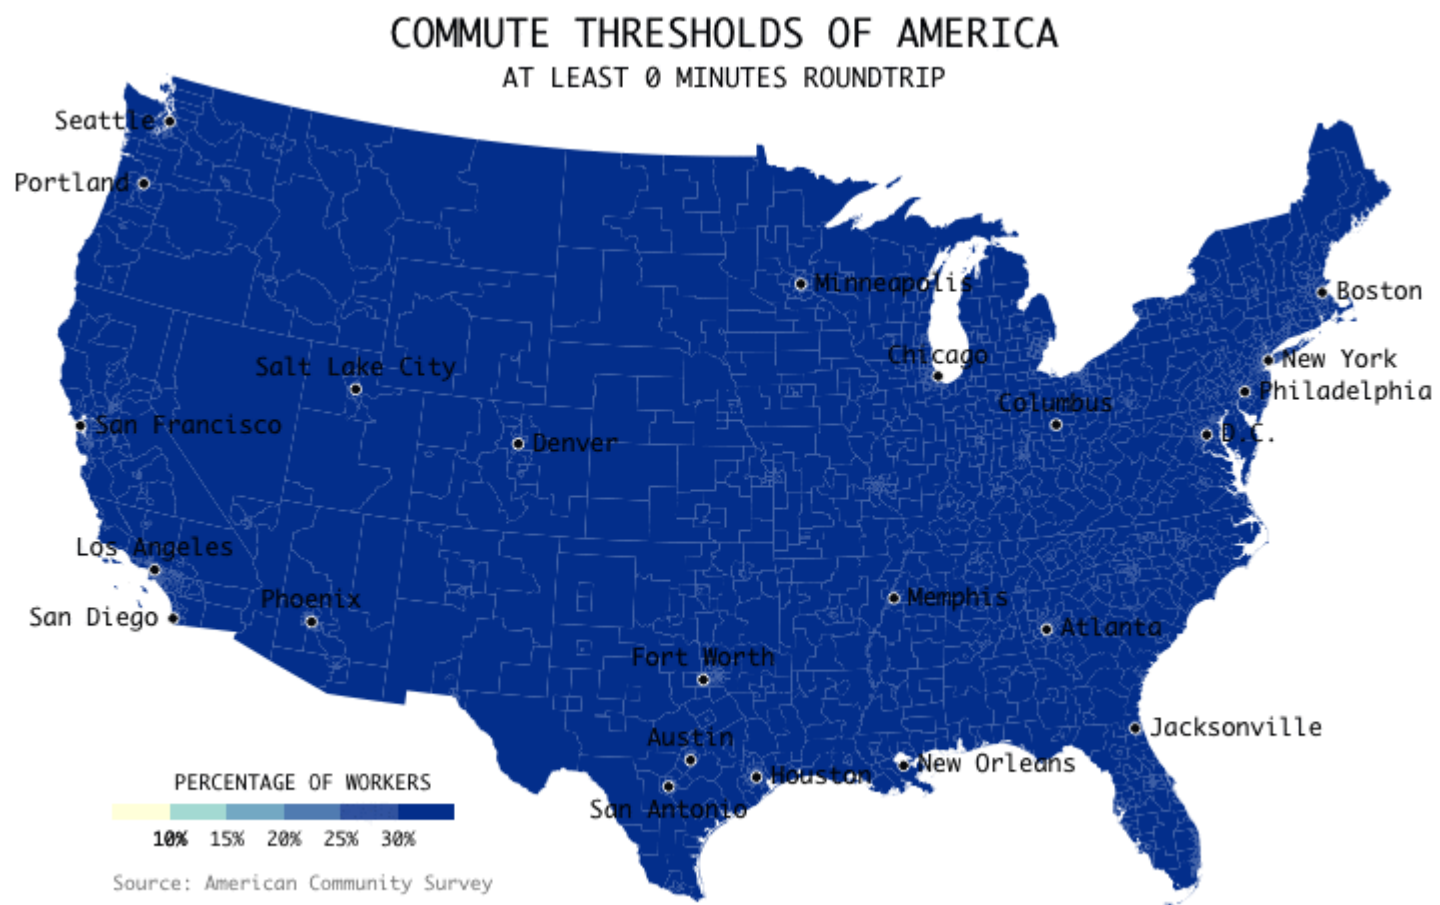 COMMUTE THRESHOLDS OF AMERICA
AT LEAST 0 MINUTES ROUNDTRIP
Seattle
Portland
Minneapolis
Boston
Chicago
New York
Salt Lake City
Philadelphia
Columbus
San Francisco
D.C.
Denver
Los Angeles
Phoenix
Memphis
San Diego
Atlanta
Fort Worth
Jacksonville
Austin
New Orleans
Houston
San Antonio
PERCENTAGE OF WORKERS
10% 15% 20% 25% 30%
Source: American Community Survey